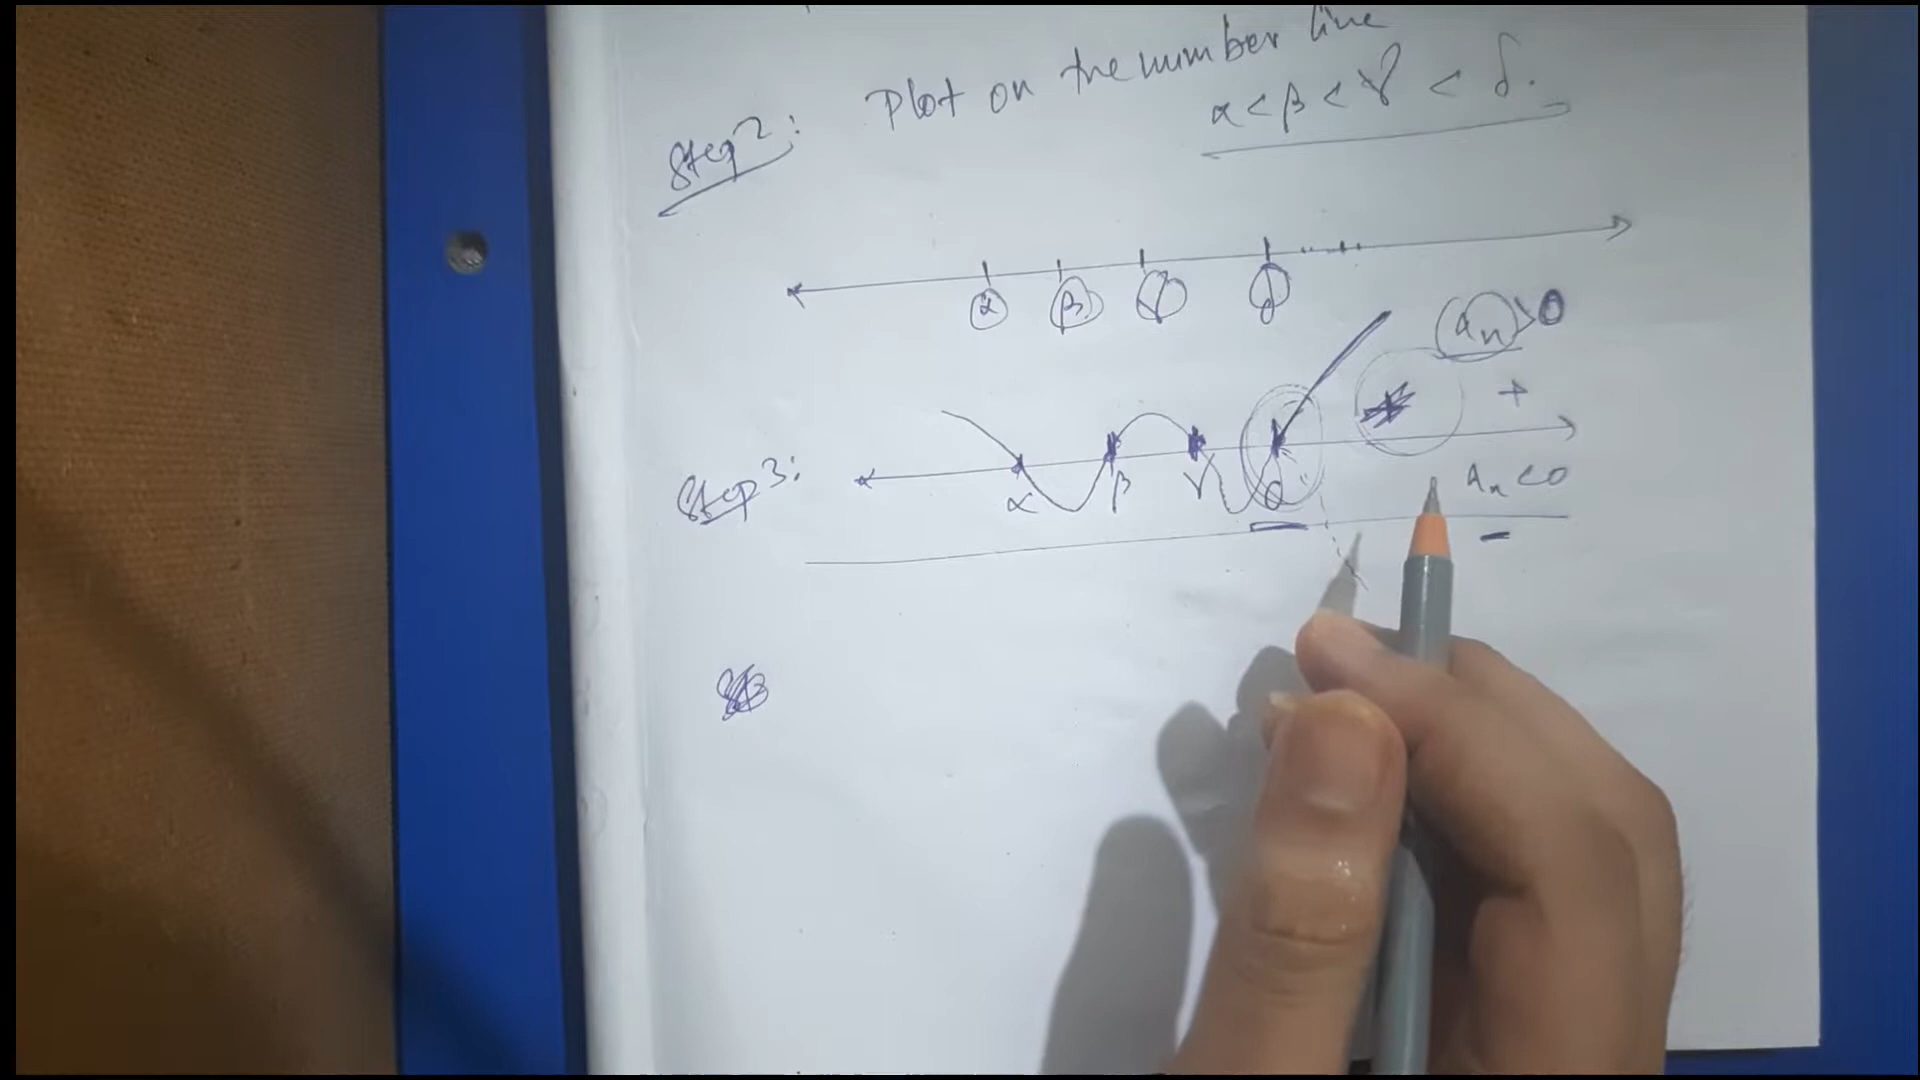 Step 2: Plot on the number line
α < β < γ < δ.
α β γ δ
aₙ > 0
+
Step 3:
α β γ δ
aₙ < 0
-